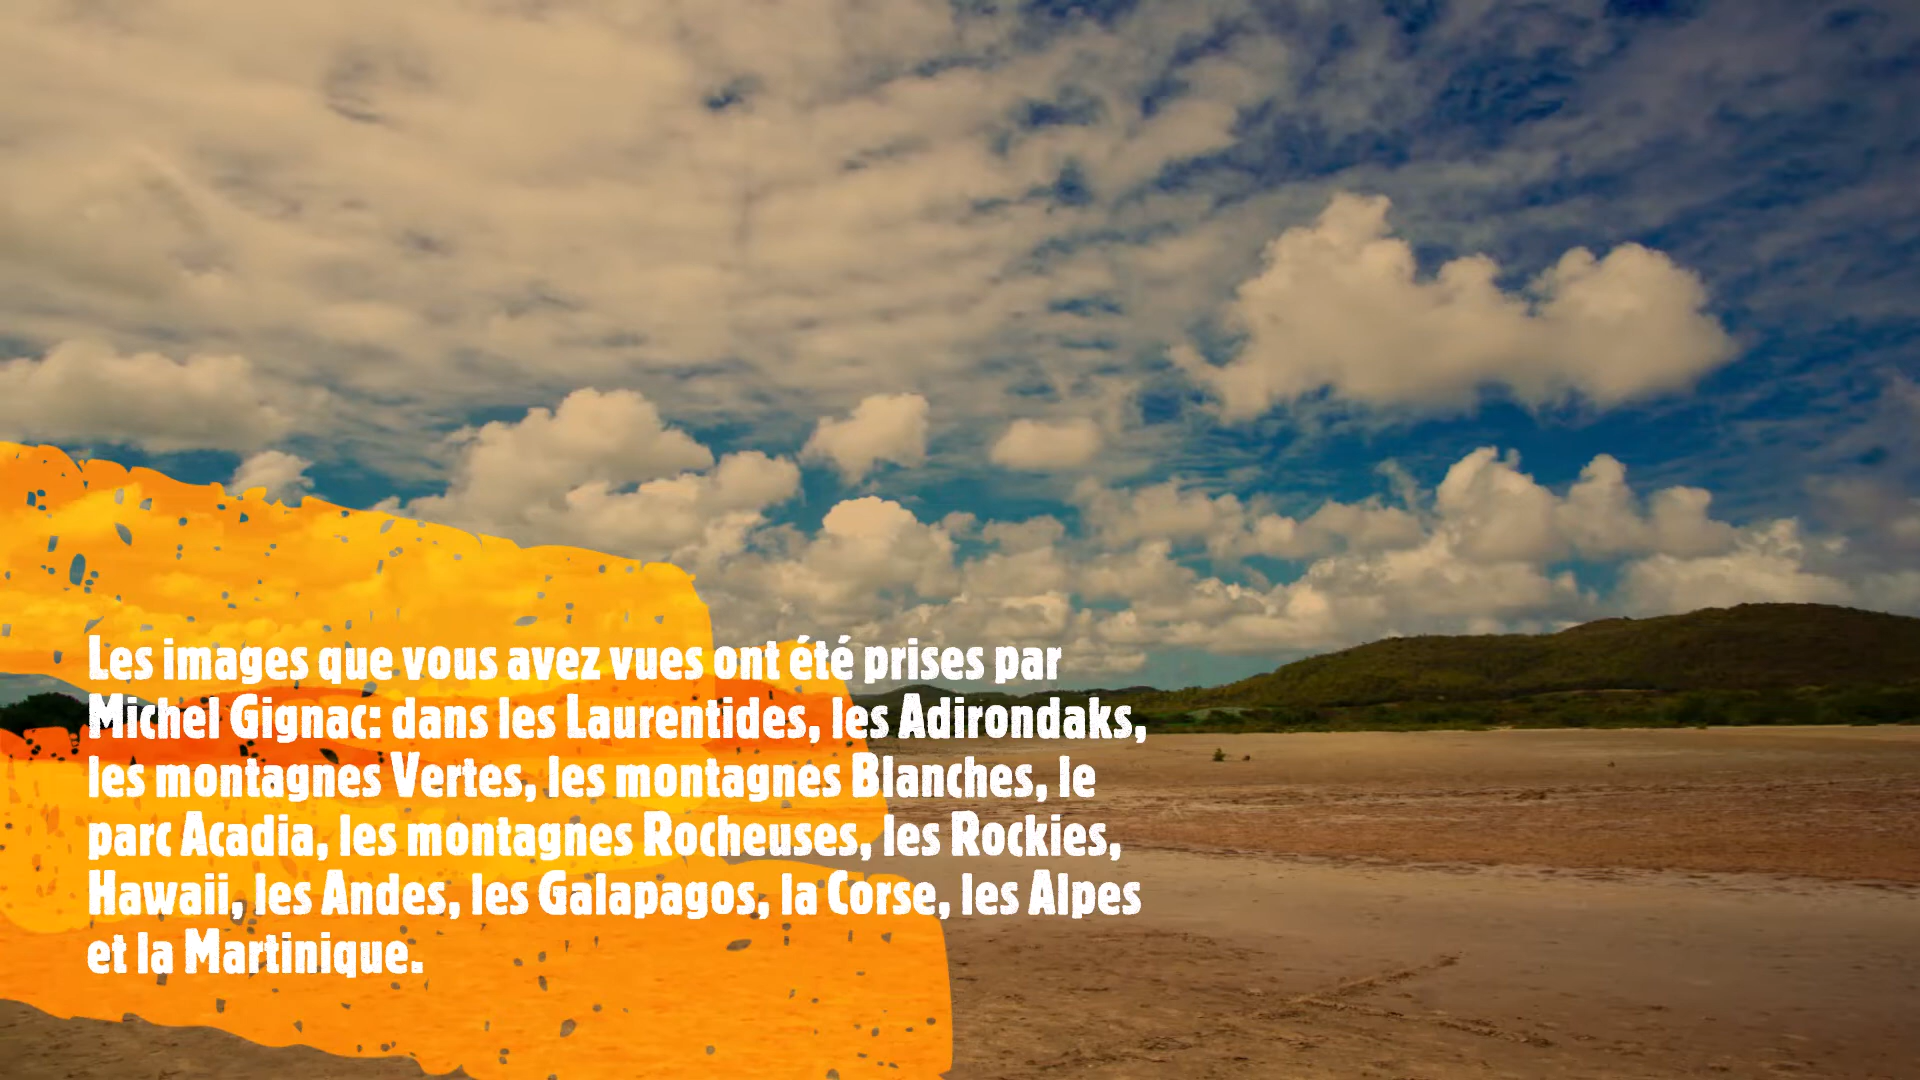 Les images que vous avez vues ont été prises par
Michel Gignac: dans les Laurentides, les Adirondaks,
les montagnes Vertes, les montagnes Blanches, le
parc Acadia, les montagnes Rocheuses, les Rockies,
Hawaii, les Andes, les Galapagos, la Corse, les Alpes
et la Martinique.